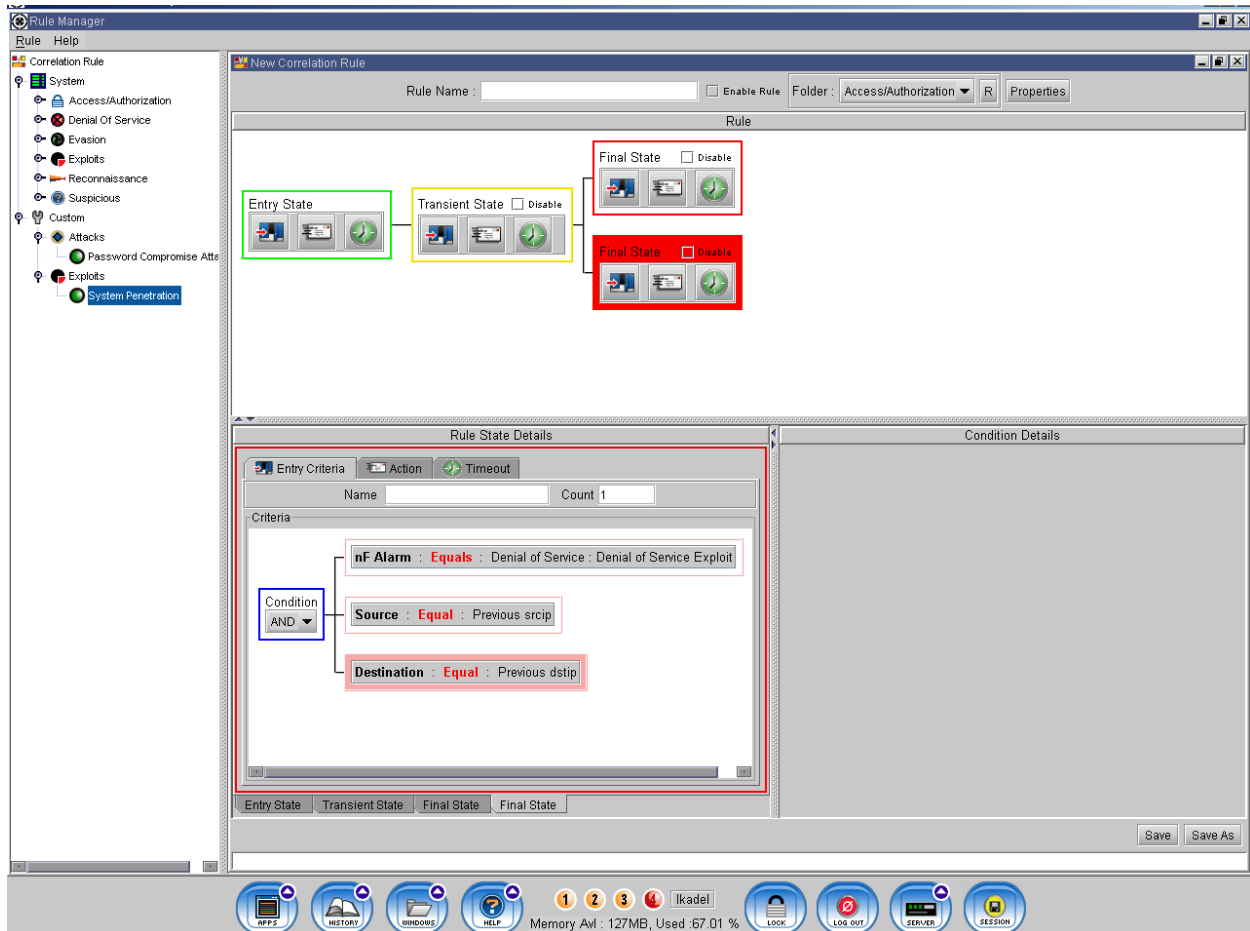 Rule Manager
Rule Help
Correlation Rule
System
Access/Authorization
Denial Of Service
Evasion
Exploits
Reconnaissance
Suspicious
Custom
Attacks
Password Compromise Atta
Exploits
System Penetration
New Correlation Rule
Rule Name : Enable Rule Folder : Access/Authorization R Properties
Rule
Entry State
Transient State Disable
Final State Disable
Final State Disable
Rule State Details
Entry Criteria Action Timeout
Name Count 1
Criteria
Condition
AND
nF Alarm : Equals : Denial of Service : Denial of Service Exploit
Source : Equal : Previous srcip
Destination : Equal : Previous dstip
Entry State Transient State Final State Final State
Condition Details
Save Save As
APPS HISTORY WINDOWS HELP
1 2 3 4 lkadel
Memory Avl : 127MB, Used :67.01 %
LOCK LOG OUT SERVER SESSION